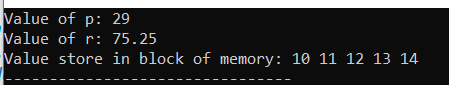 Value of p: 29
Value of r: 75.25
Value store in block of memory: 10 11 12 13 14
--------------------------------